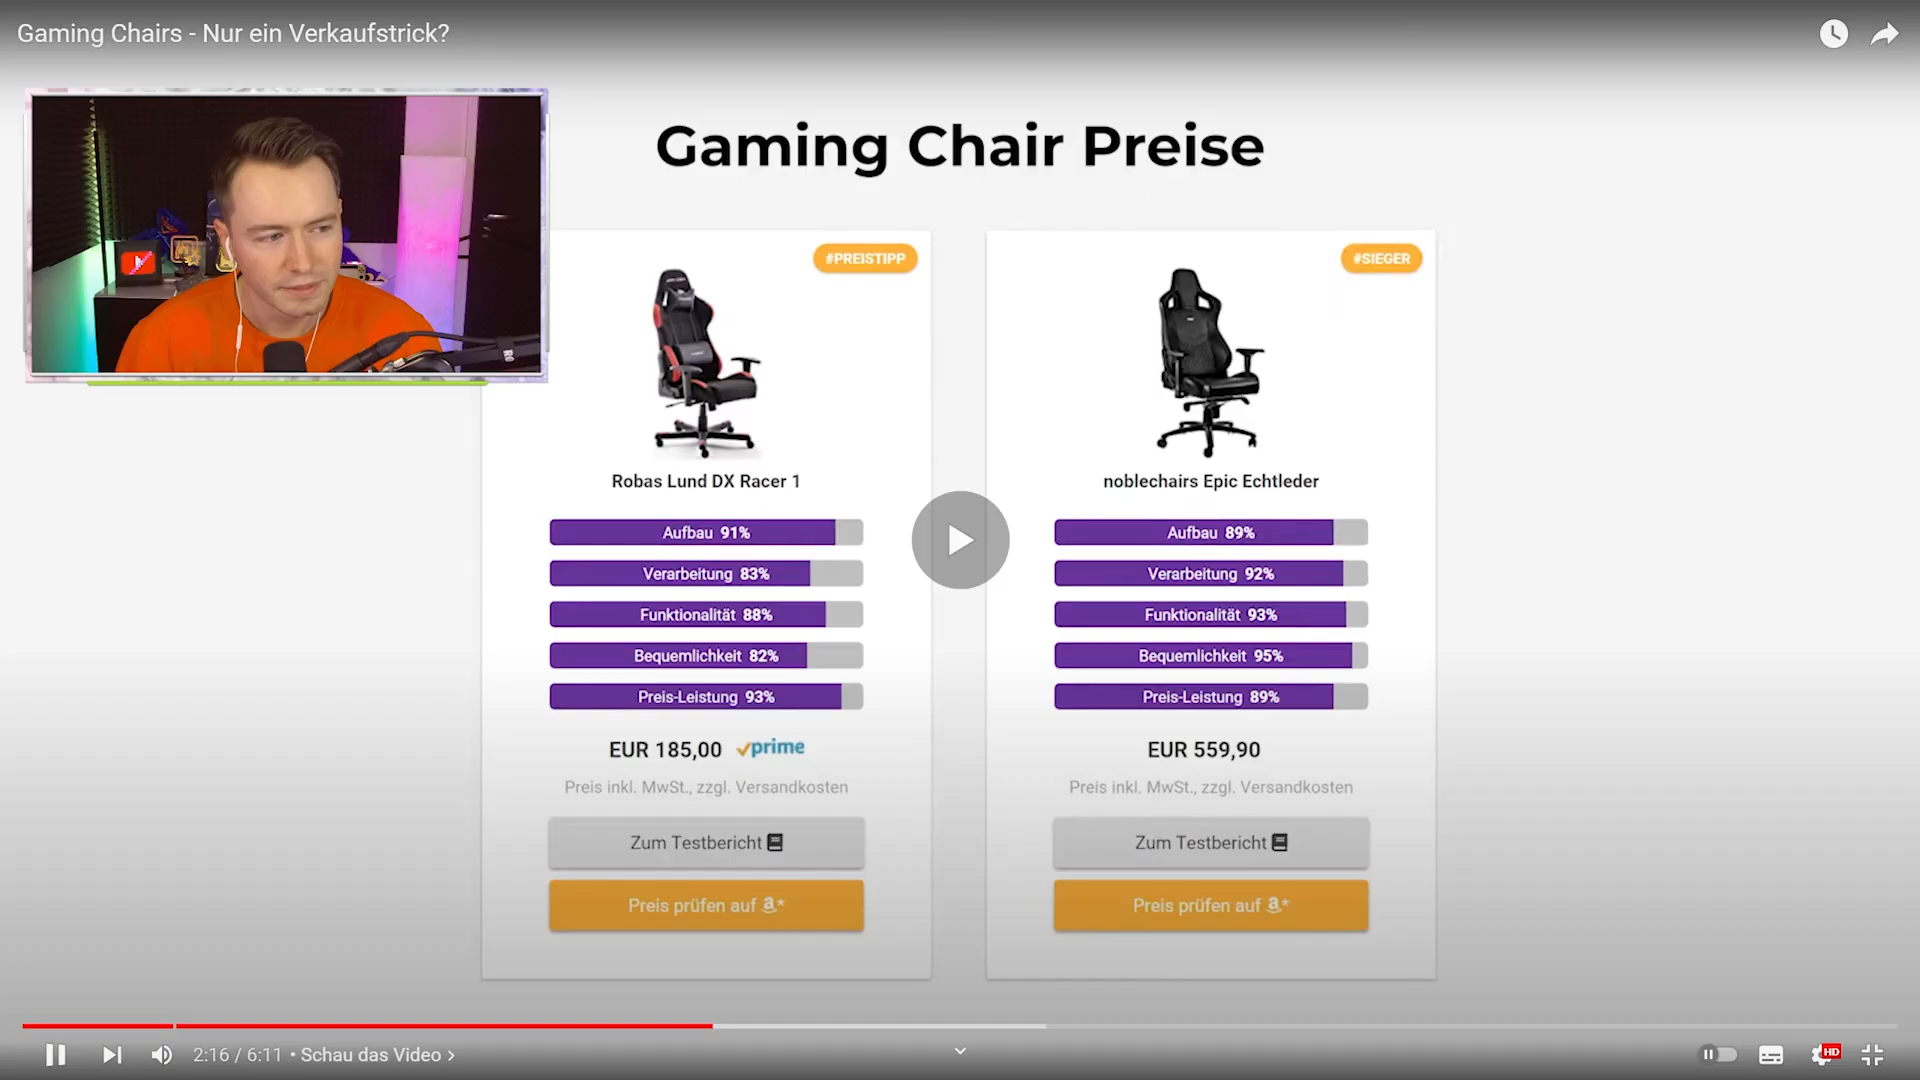 Gaming Chairs - Nur ein Verkaufstrick?
Gaming Chair Preise
#PREISTIPP
Robas Lund DX Racer 1
Aufbau 91%
Verarbeitung 83%
Funktionalität 88%
Bequemlichkeit 82%
Preis-Leistung 93%
EUR 185,00 prime
Preis inkl. MwSt., zzgl. Versandkosten
Zum Testbericht
Preis prüfen auf a*
#SIEGER
noblechairs Epic Echtleder
Aufbau 89%
Verarbeitung 92%
Funktionalität 93%
Bequemlichkeit 95%
Preis-Leistung 89%
EUR 559,90
Preis inkl. MwSt., zzgl. Versandkosten
Zum Testbericht
Preis prüfen auf a*
2:16 / 6:11 • Schau das Video ›
HD